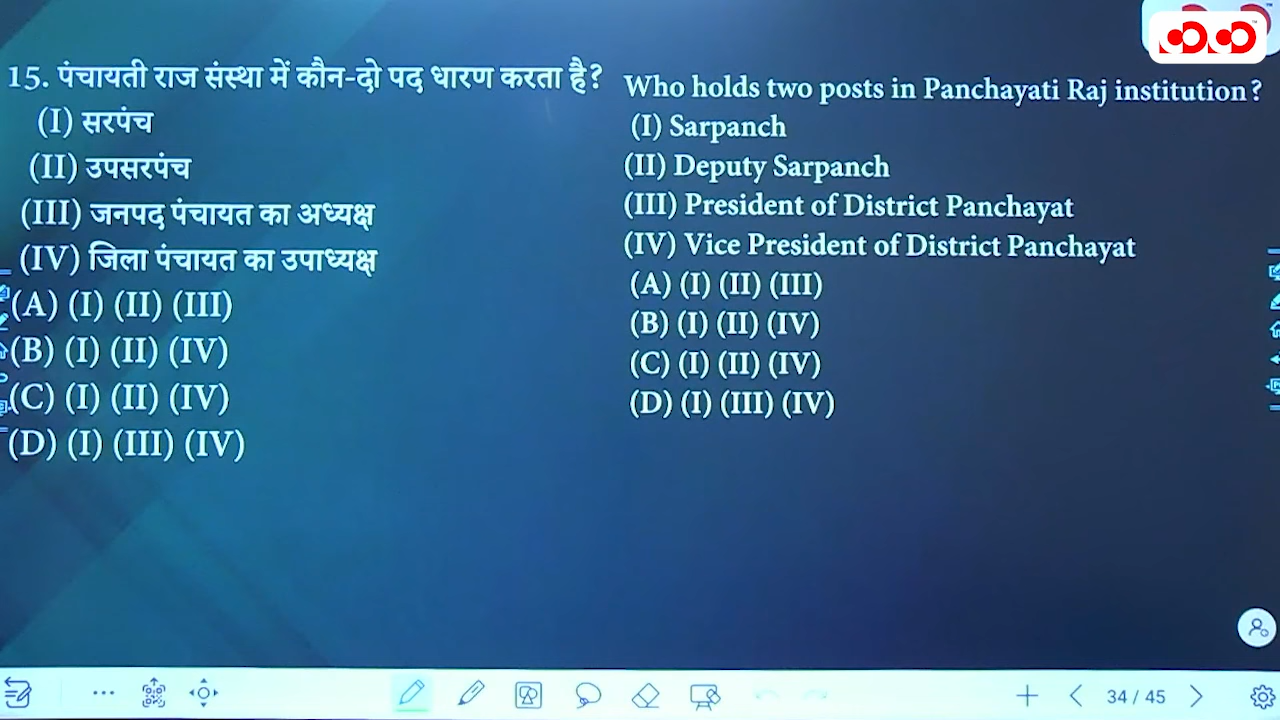 15. पंचायती राज संस्था में कौन-दो पद धारण करता है?
(I) सरपंच
(II) उपसरपंच
(III) जनपद पंचायत का अध्यक्ष
(IV) जिला पंचायत का उपाध्यक्ष
(A) (I) (II) (III)
(B) (I) (II) (IV)
(C) (I) (II) (IV)
(D) (I) (III) (IV)
Who holds two posts in Panchayati Raj institution?
(I) Sarpanch
(II) Deputy Sarpanch
(III) President of District Panchayat
(IV) Vice President of District Panchayat
(A) (I) (II) (III)
(B) (I) (II) (IV)
(C) (I) (II) (IV)
(D) (I) (III) (IV)
34 / 45